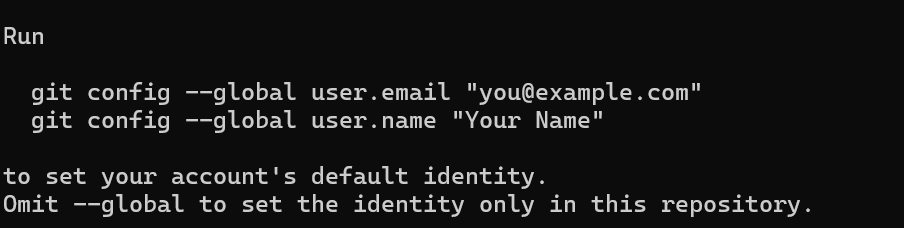 Run
git config --global user.email "you@example.com"
git config --global user.name "Your Name"
to set your account's default identity.
Omit --global to set the identity only in this repository.